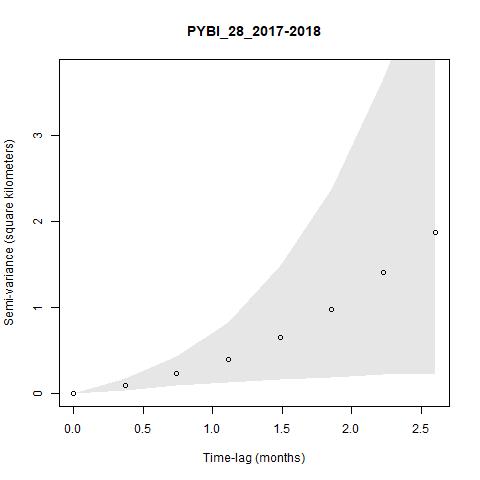 PYBI_28_2017-2018
Semi-variance (square kilometers)
3
2
1
0
0.0 0.5 1.0 1.5 2.0 2.5
Time-lag (months)